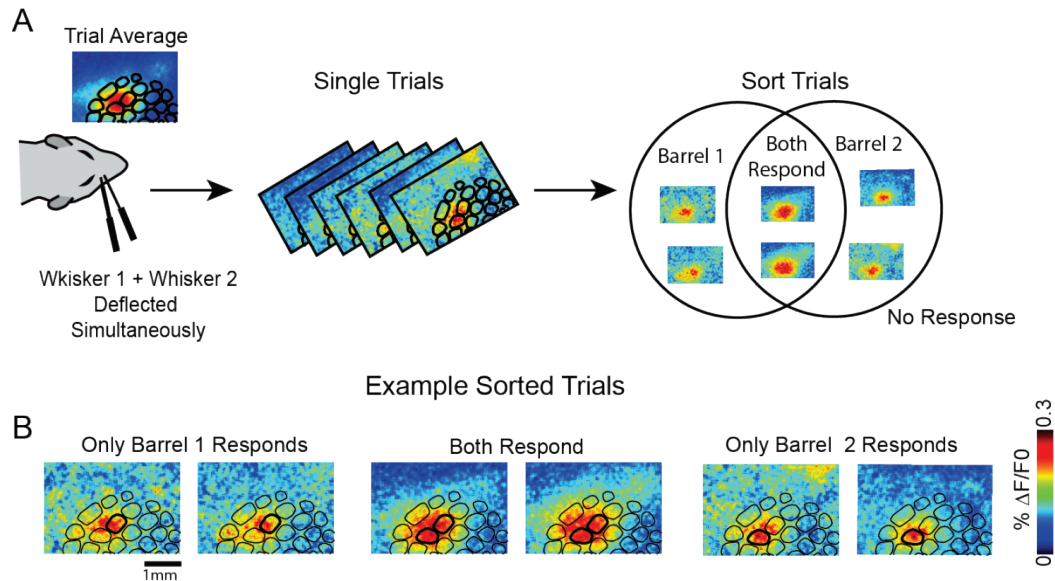 A
Trial Average
Single Trials
Sort Trials
Barrel 1
Both
Respond
Barrel 2
Wkisker 1 + Whisker 2
Deflected
Simultaneously
No Response
Example Sorted Trials
B
Only Barrel 1 Responds
Both Respond
Only Barrel 2 Responds
1mm
% ΔF/F0
0
0.3